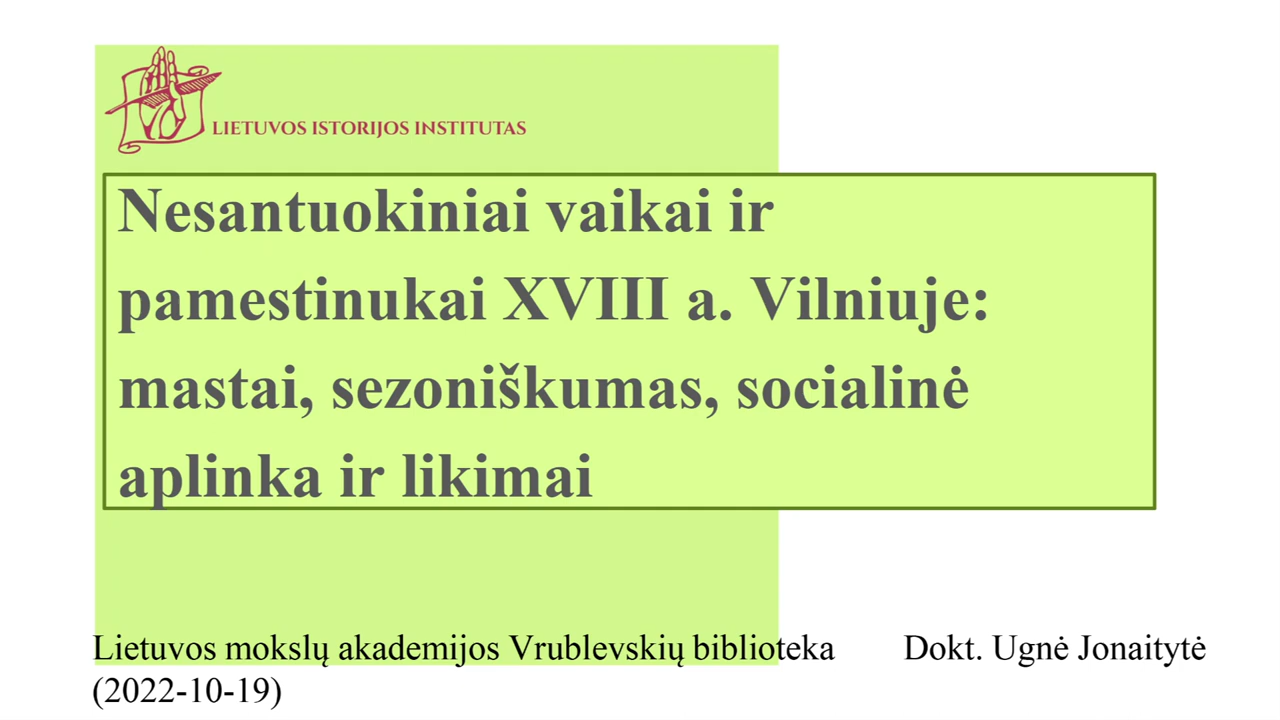 LIETUVOS ISTORIJOS INSTITUTAS
Nesantuokiniai vaikai ir
pamestinukai XVIII a. Vilniuje:
mastai, sezoniškumas, socialinė
aplinka ir likimai
Lietuvos mokslų akademijos Vrublevskių biblioteka
(2022-10-19)
Dokt. Ugnė Jonaitytė